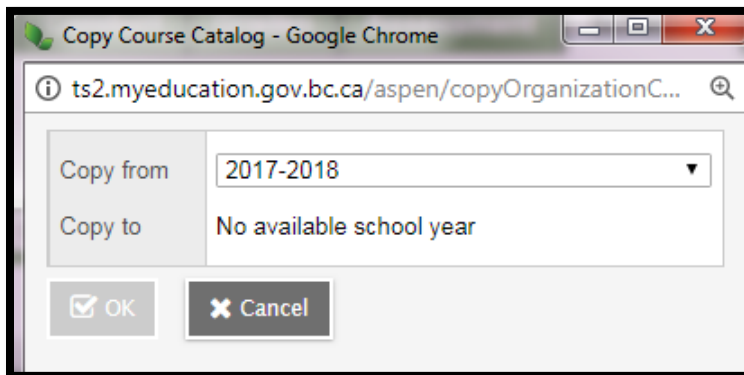 Copy Course Catalog - Google Chrome
ts2.myeducation.gov.bc.ca/aspen/copyOrganizationC...
Copy from 2017-2018
Copy to No available school year
OK Cancel